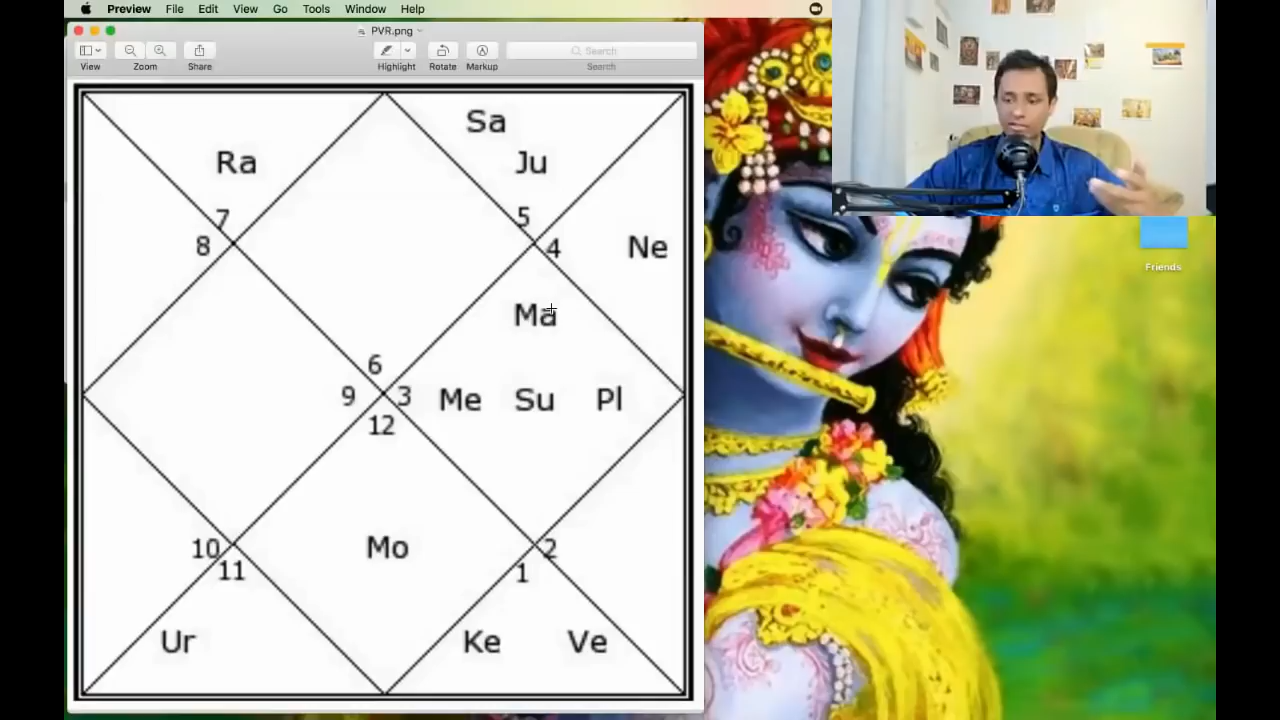 Preview File Edit View Go Tools Window Help
PVR.png
Search
View Zoom Share Highlight Rotate Markup Search
Sa
Ra Ju
7 5
8 4 Ne
Ma
6
9 3 Me Su Pl
12
10 Mo 2
11 1
Ur Ke Ve
Friends